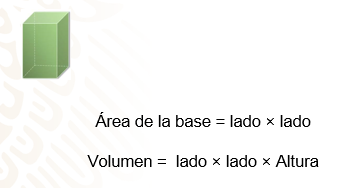 Área de la base = lado × lado
Volumen = lado × lado × Altura